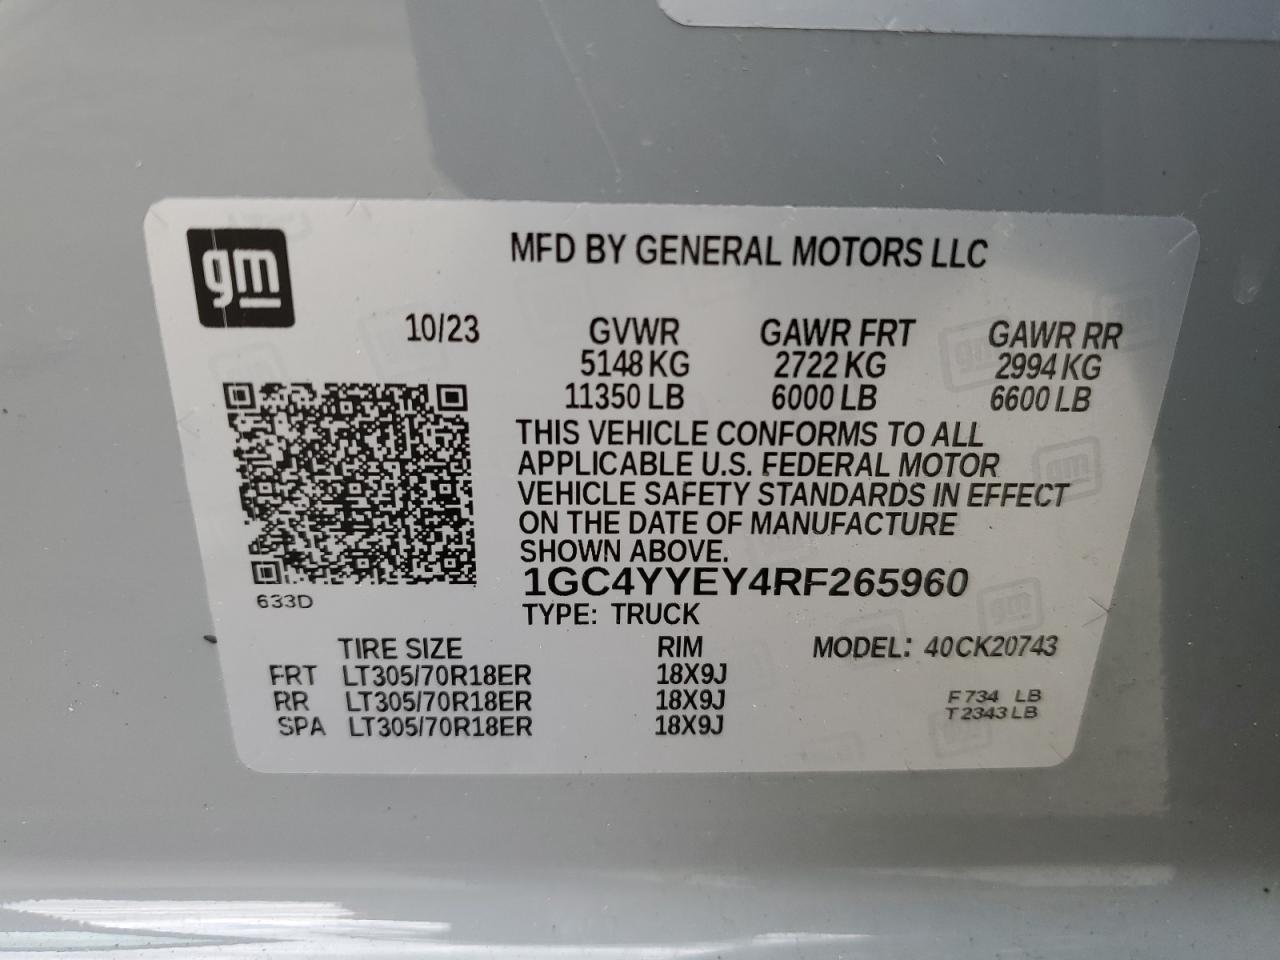 gm
MFD BY GENERAL MOTORS LLC
10/23 GVWR GAWR FRT GAWR RR
5148 KG 2722 KG 2994 KG
11350 LB 6000 LB 6600 LB
THIS VEHICLE CONFORMS TO ALL
APPLICABLE U.S. FEDERAL MOTOR
VEHICLE SAFETY STANDARDS IN EFFECT
ON THE DATE OF MANUFACTURE
SHOWN ABOVE.
1GC4YYEY4RF265960
633D
TYPE: TRUCK
TIRE SIZE RIM MODEL: 40CK20743
FRT LT305/70R18ER 18X9J
RR LT305/70R18ER 18X9J
SPA LT305/70R18ER 18X9J
F 734 LB
T 2343 LB